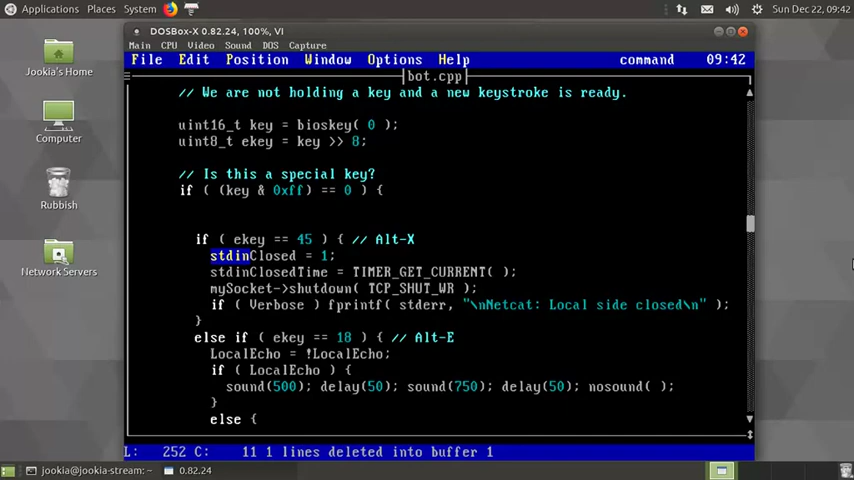 Applications Places System Sun Dec 22, 09:42
DOSBox-X 0.82.24, 100%, VI
Main CPU Video Sound DOS Capture
File Edit Position Window Options Help command 09:42
bot.cpp
// We are not holding a key and a new keystroke is ready.
uint16_t key = bioskey( 0 );
uint8_t ekey = key >> 8;
// Is this a special key?
if ( (key & 0xff) == 0 ) {
if ( ekey == 45 ) { // Alt-X
stdinClosed = 1;
stdinClosedTime = TIMER_GET_CURRENT( );
mySocket->shutdown( TCP_SHUT_WR );
if ( Verbose ) fprintf( stderr, "\nNetcat: Local side closed\n" );
}
else if ( ekey == 18 ) { // Alt-E
LocalEcho = !LocalEcho;
if ( LocalEcho ) {
sound(500); delay(50); sound(750); delay(50); nosound( );
}
else {
L: 252 C: 11 1 lines deleted into buffer 1
Jookia's Home
Computer
Rubbish
Network Servers
jookia@jookia-stream: ~ 0.82.24